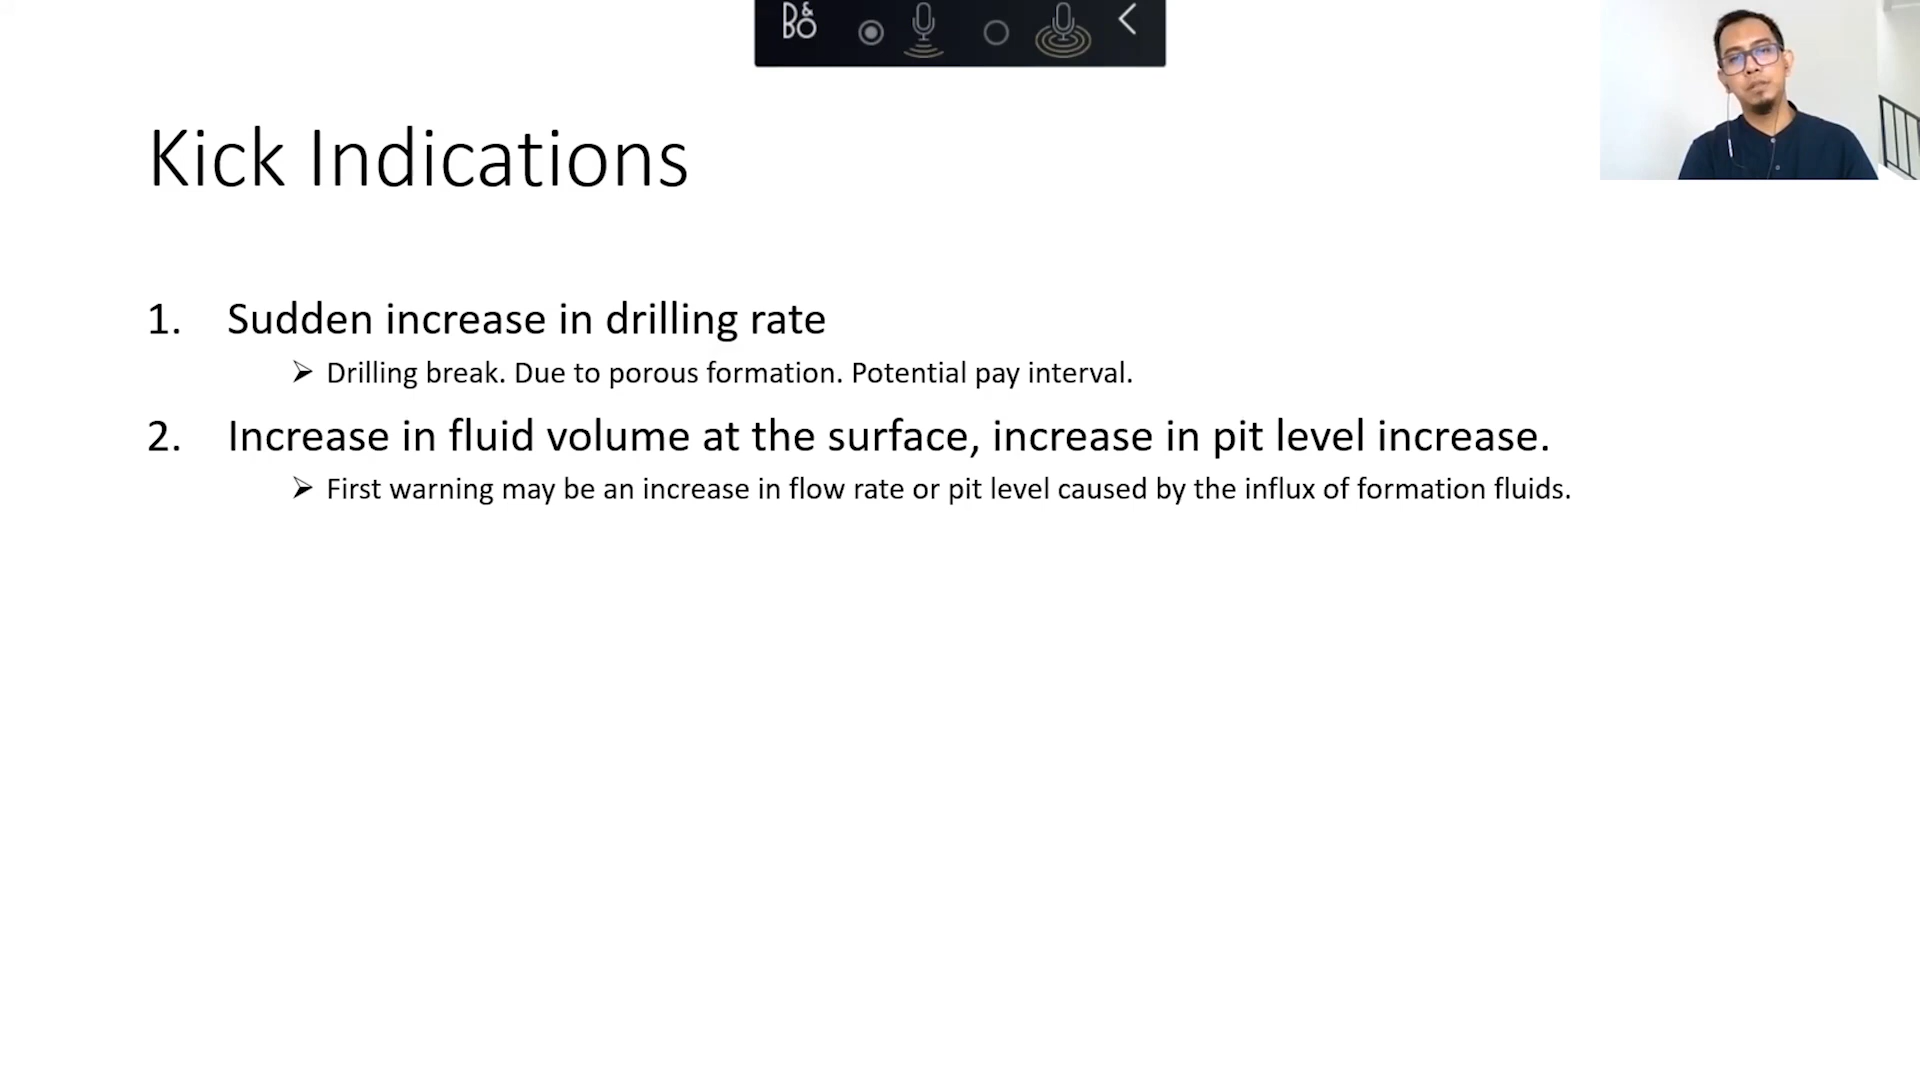 B&O
Kick Indications
1. Sudden increase in drilling rate
➢ Drilling break. Due to porous formation. Potential pay interval.
2. Increase in fluid volume at the surface, increase in pit level increase.
➢ First warning may be an increase in flow rate or pit level caused by the influx of formation fluids.